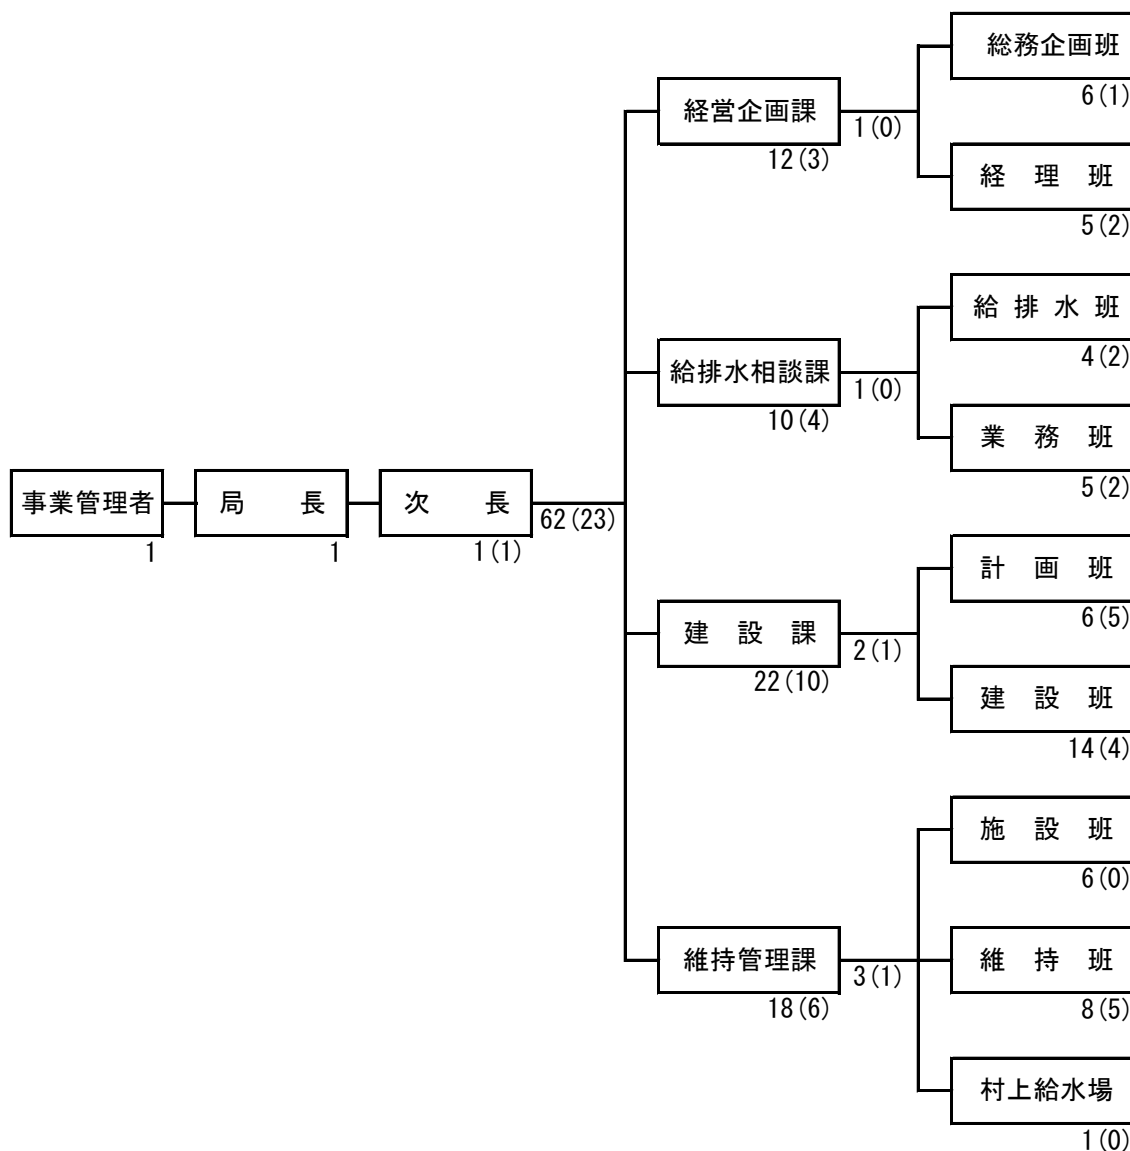 総務企画班
6(1)
経営企画課
1(0)
12(3)
経理班
5(2)
給排水班
4(2)
給排水相談課
1(0)
10(4)
業務班
5(2)
事業管理者
1
局長
1
次長
1(1)
62(23)
計画班
6(5)
建設課
2(1)
22(10)
建設班
14(4)
施設班
6(0)
維持管理課
3(1)
18(6)
維持班
8(5)
村上給水場
1(0)